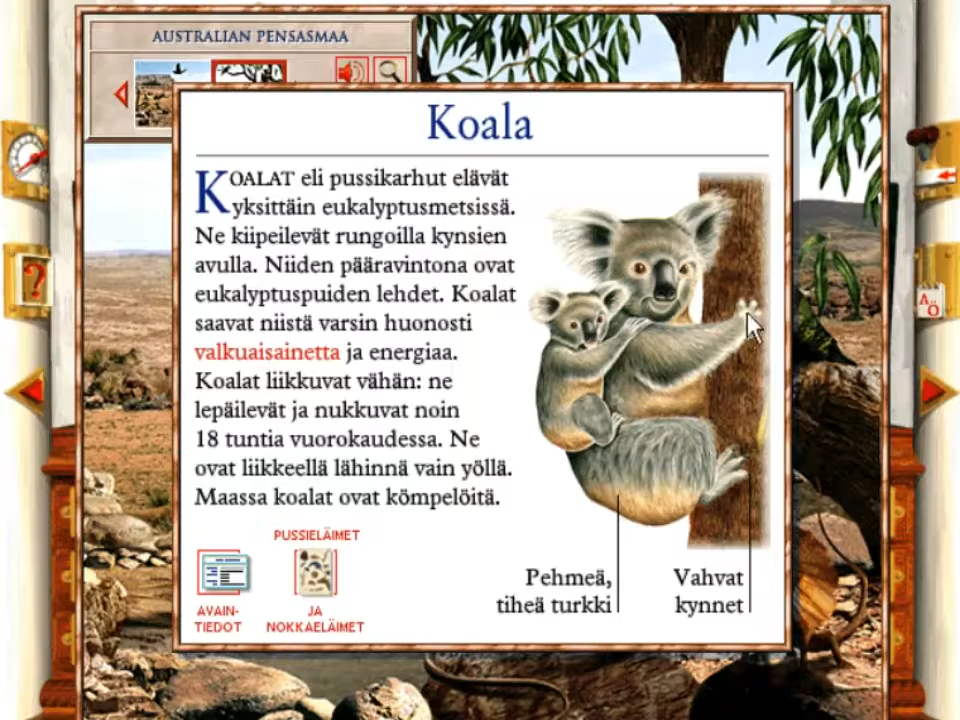 AUSTRALIAN PENSASMAA
Koala
KOALAT eli pussikarhut elävät
yksittäin eukalyptusmetsissä.
Ne kiipeilevät rungoilla kynsien
avulla. Niiden pääravintona ovat
eukalyptuspuiden lehdet. Koalat
saavat niistä varsin huonosti
valkuaisainetta ja energiaa.
Koalat liikkuvat vähän: ne
lepäilevät ja nukkuvat noin
18 tuntia vuorokaudessa. Ne
ovat liikkeellä lähinnä vain yöllä.
Maassa koalat ovat kömpelöitä.
Pehmeä,
tiheä turkki
Vahvat
kynnet
AVAIN-
TIEDOT
PUSSIELÄIMET
JA
NOKKAELÄIMET
?
AÖ